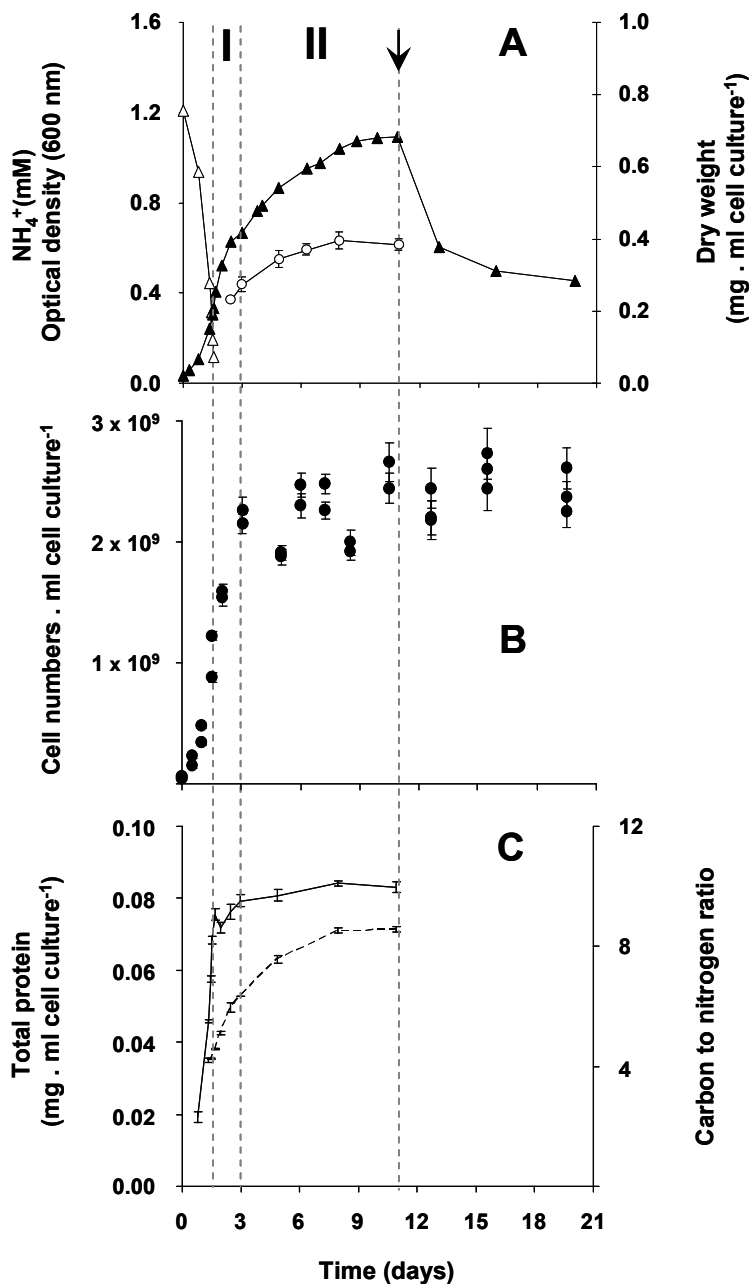 I
II
A
1.6
1.2
0.8
0.4
0.0
NH₄⁺(mM)
Optical density (600 nm)
1.0
0.8
0.6
0.4
0.2
0.0
Dry weight
(mg . ml cell culture⁻¹)
3 x 10⁹
2 x 10⁹
1 x 10⁹
Cell numbers . ml cell culture⁻¹
B
C
0.10
0.08
0.06
0.04
0.02
0.00
Total protein
(mg . ml cell culture⁻¹)
12
8
4
Carbon to nitrogen ratio
0 3 6 9 12 15 18 21
Time (days)